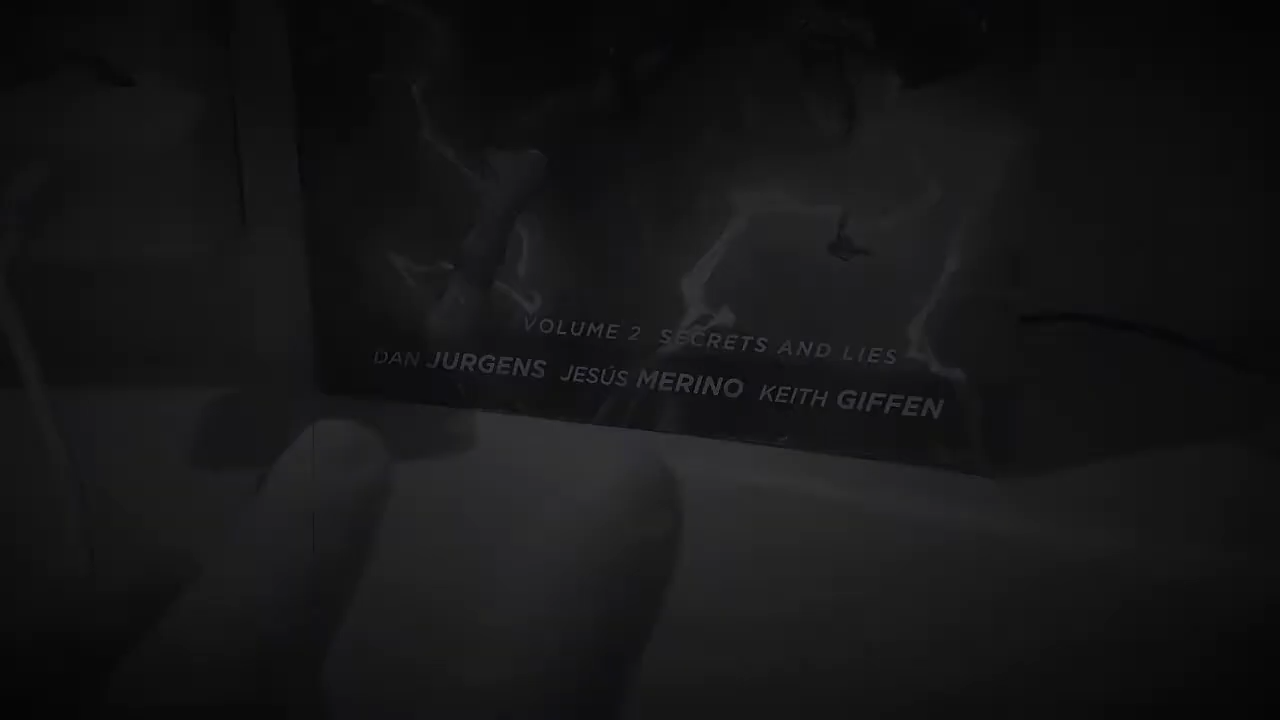 VOLUME 2 SECRETS AND LIES
DAN JURGENS JESÚS MERINO KEITH GIFFEN